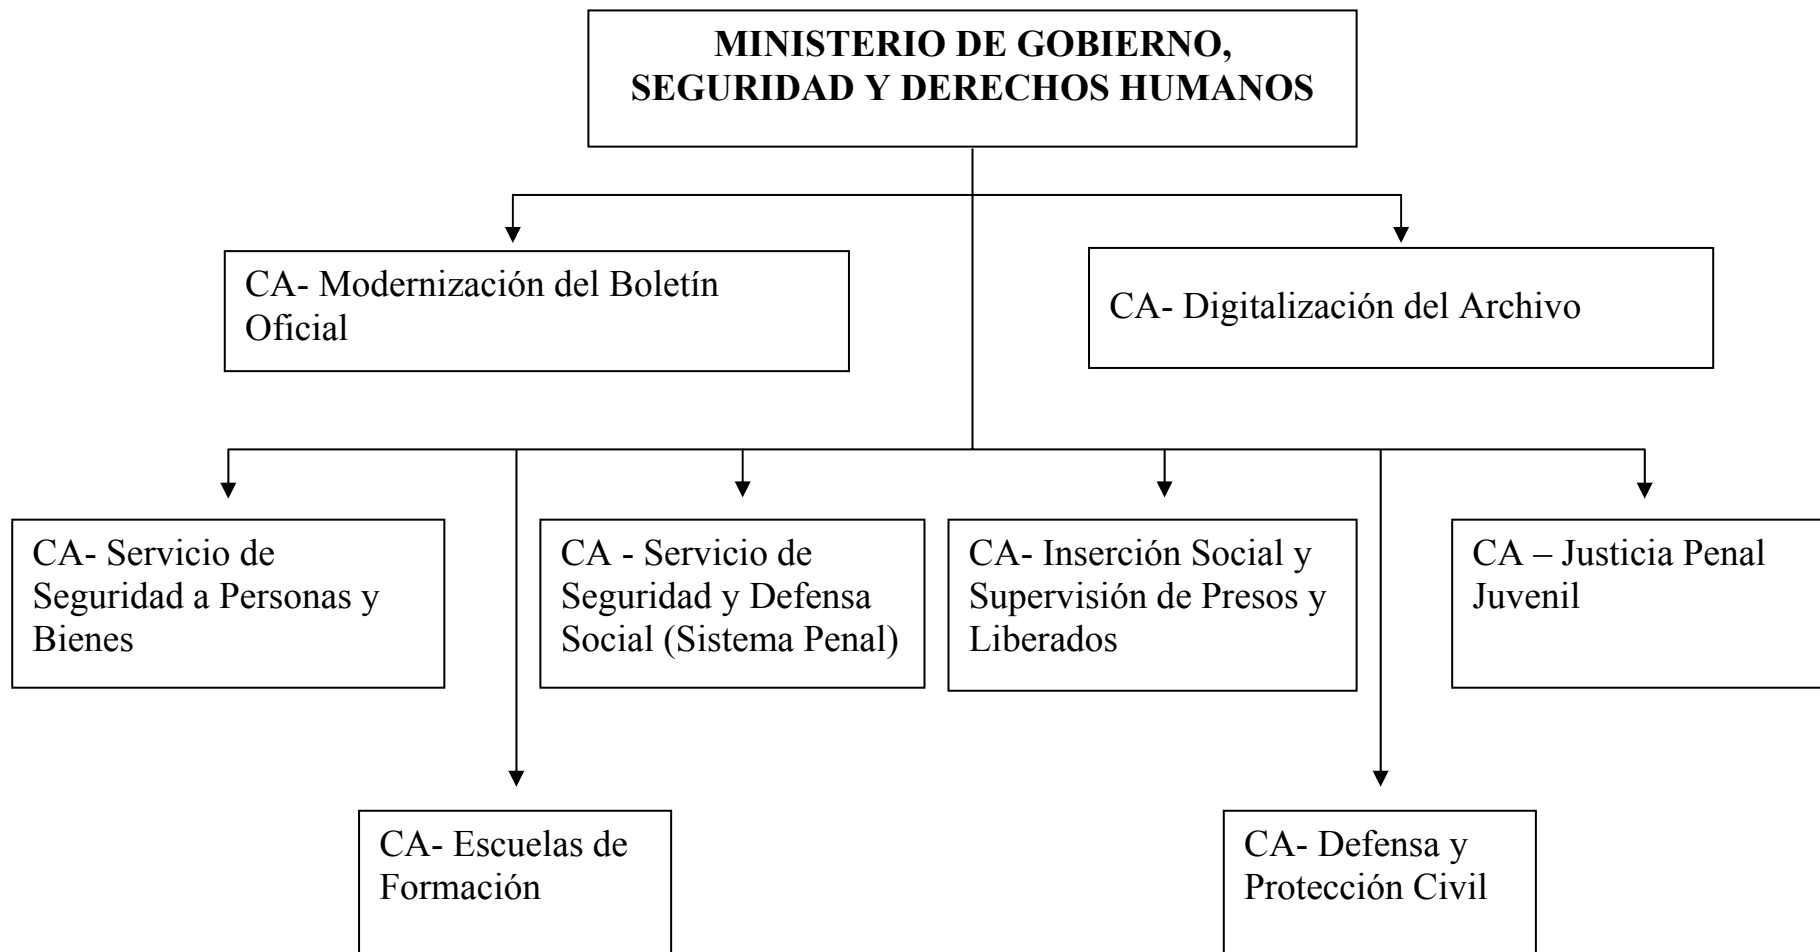 MINISTERIO DE GOBIERNO,
SEGURIDAD Y DERECHOS HUMANOS
CA- Modernización del Boletín
Oficial
CA- Digitalización del Archivo
CA- Servicio de
Seguridad a Personas y
Bienes
CA - Servicio de
Seguridad y Defensa
Social (Sistema Penal)
CA- Inserción Social y
Supervisión de Presos y
Liberados
CA – Justicia Penal
Juvenil
CA- Escuelas de
Formación
CA- Defensa y
Protección Civil